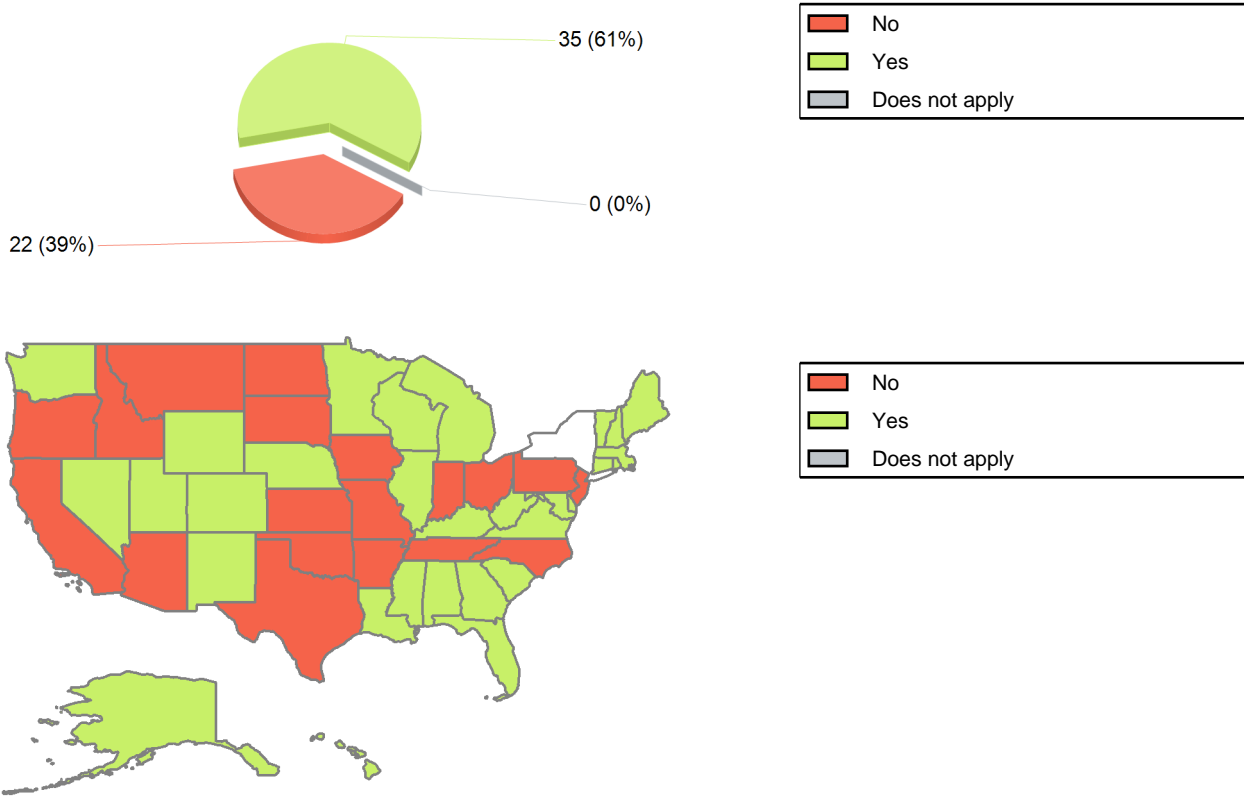 35 (61%)
0 (0%)
22 (39%)
No
Yes
Does not apply
No
Yes
Does not apply